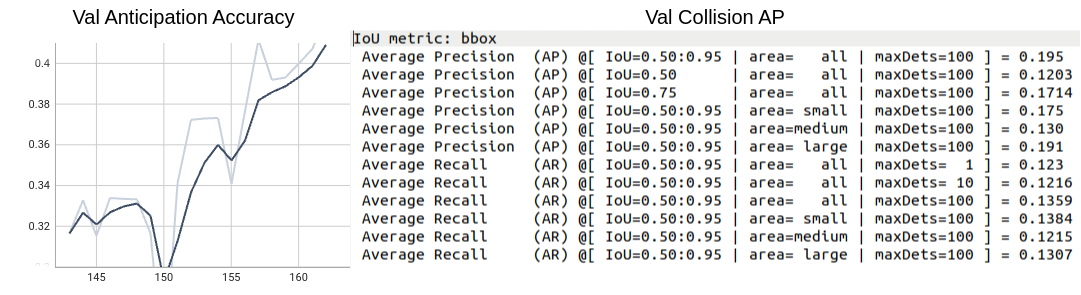 Val Anticipation Accuracy
0.4
0.38
0.36
0.34
0.32
0.3
145 150 155 160
Val Collision AP
IoU metric: bbox
Average Precision (AP) @[ IoU=0.50:0.95 | area= all | maxDets=100 ] = 0.195
Average Precision (AP) @[ IoU=0.50 | area= all | maxDets=100 ] = 0.1203
Average Precision (AP) @[ IoU=0.75 | area= all | maxDets=100 ] = 0.1714
Average Precision (AP) @[ IoU=0.50:0.95 | area= small | maxDets=100 ] = 0.175
Average Precision (AP) @[ IoU=0.50:0.95 | area=medium | maxDets=100 ] = 0.130
Average Precision (AP) @[ IoU=0.50:0.95 | area= large | maxDets=100 ] = 0.191
Average Recall (AR) @[ IoU=0.50:0.95 | area= all | maxDets= 1 ] = 0.123
Average Recall (AR) @[ IoU=0.50:0.95 | area= all | maxDets= 10 ] = 0.1216
Average Recall (AR) @[ IoU=0.50:0.95 | area= all | maxDets=100 ] = 0.1359
Average Recall (AR) @[ IoU=0.50:0.95 | area= small | maxDets=100 ] = 0.1384
Average Recall (AR) @[ IoU=0.50:0.95 | area=medium | maxDets=100 ] = 0.1215
Average Recall (AR) @[ IoU=0.50:0.95 | area= large | maxDets=100 ] = 0.1307